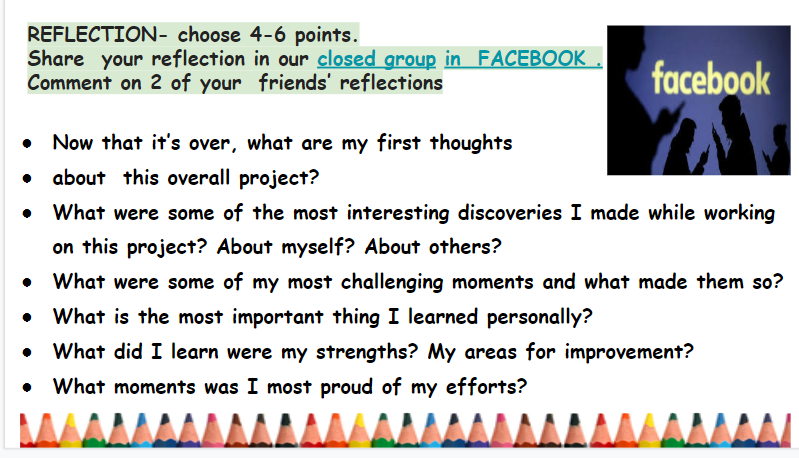 REFLECTION- choose 4-6 points.
Share your reflection in our closed group in FACEBOOK .
Comment on 2 of your friends' reflections
facebook
• Now that it's over, what are my first thoughts
• about this overall project?
• What were some of the most interesting discoveries I made while working
on this project? About myself? About others?
• What were some of my most challenging moments and what made them so?
• What is the most important thing I learned personally?
• What did I learn were my strengths? My areas for improvement?
• What moments was I most proud of my efforts?